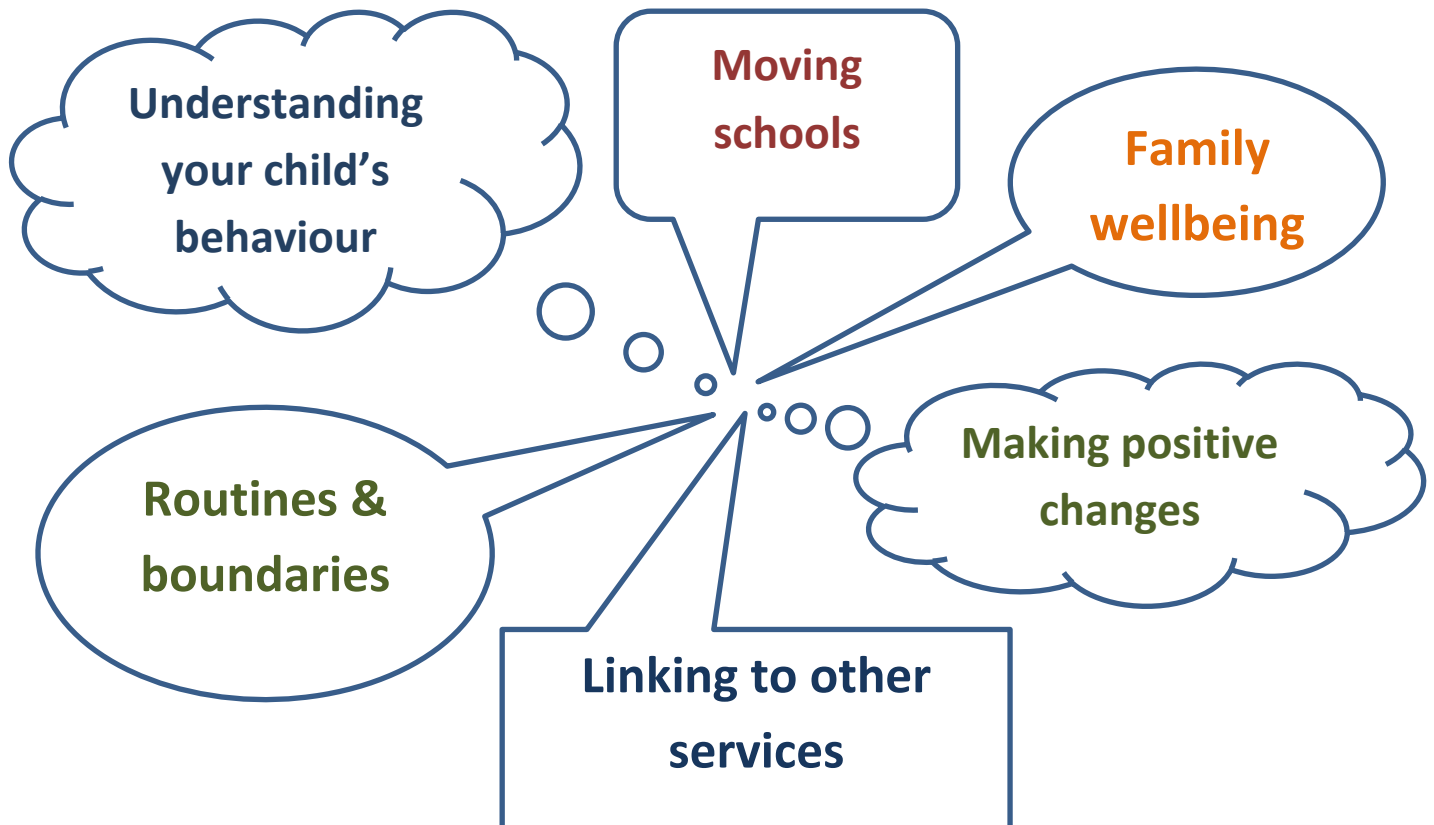 Understanding
your child’s
behaviour
Moving
schools
Family
wellbeing
Routines &
boundaries
Making positive
changes
Linking to other
services